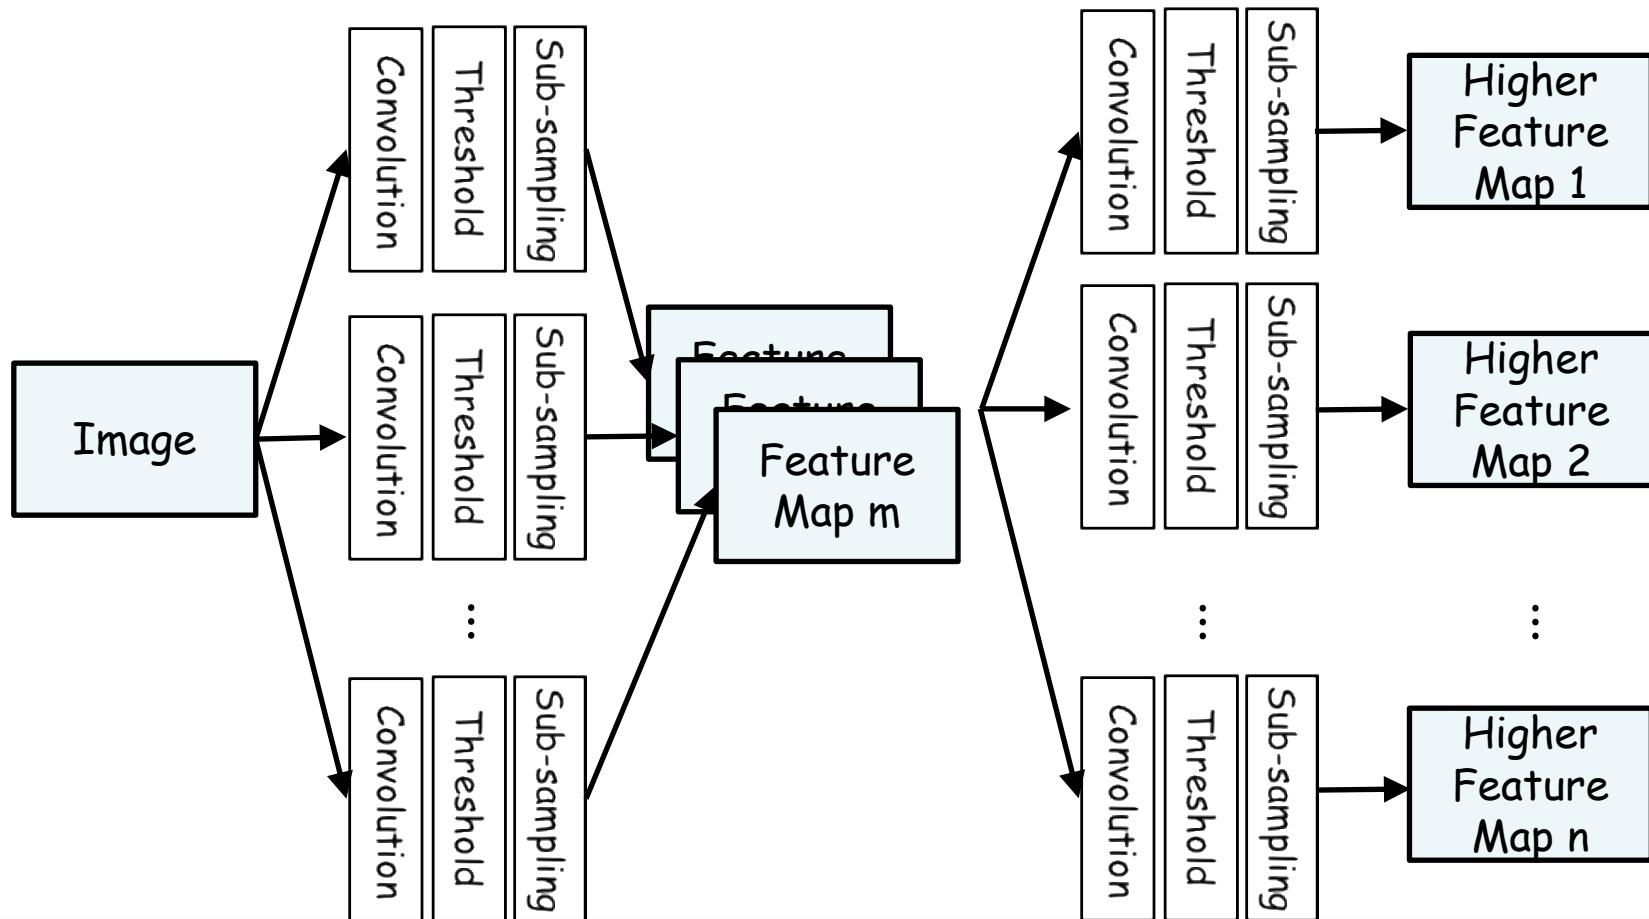 Image
Convolution
Threshold
Sub-sampling
Convolution
Threshold
Sub-sampling
⋮
Convolution
Threshold
Sub-sampling
Feature
Feature
Feature
Map m
Convolution
Threshold
Sub-sampling
Convolution
Threshold
Sub-sampling
⋮
Convolution
Threshold
Sub-sampling
Higher
Feature
Map 1
Higher
Feature
Map 2
⋮
Higher
Feature
Map n